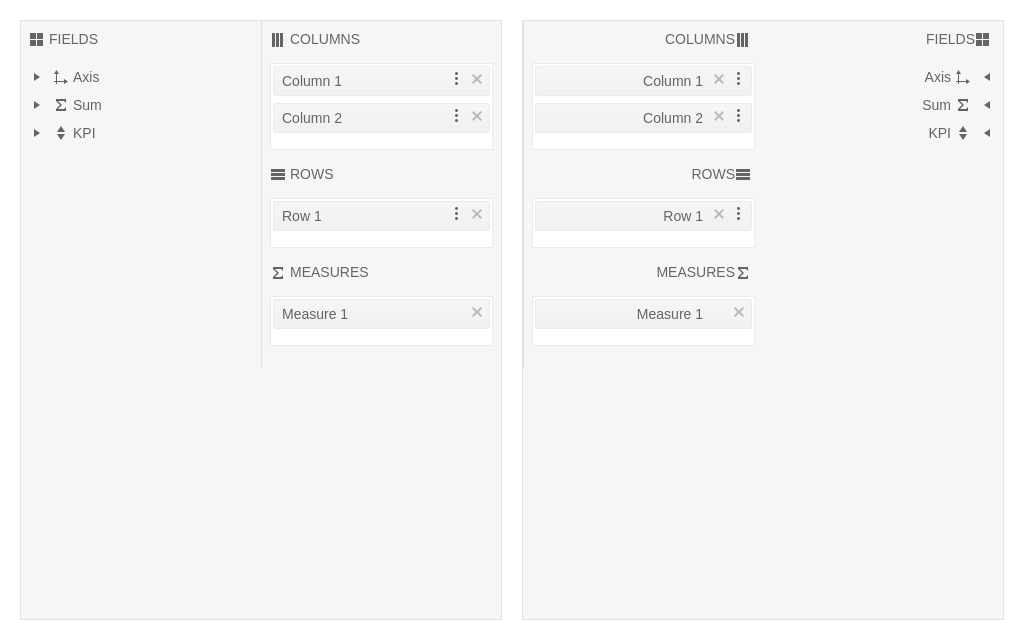 FIELDS
Axis
Sum
KPI
COLUMNS
Column 1
Column 2
ROWS
Row 1
MEASURES
Measure 1
COLUMNS
Column 1
Column 2
ROWS
Row 1
MEASURES
Measure 1
FIELDS
Axis
Sum
KPI